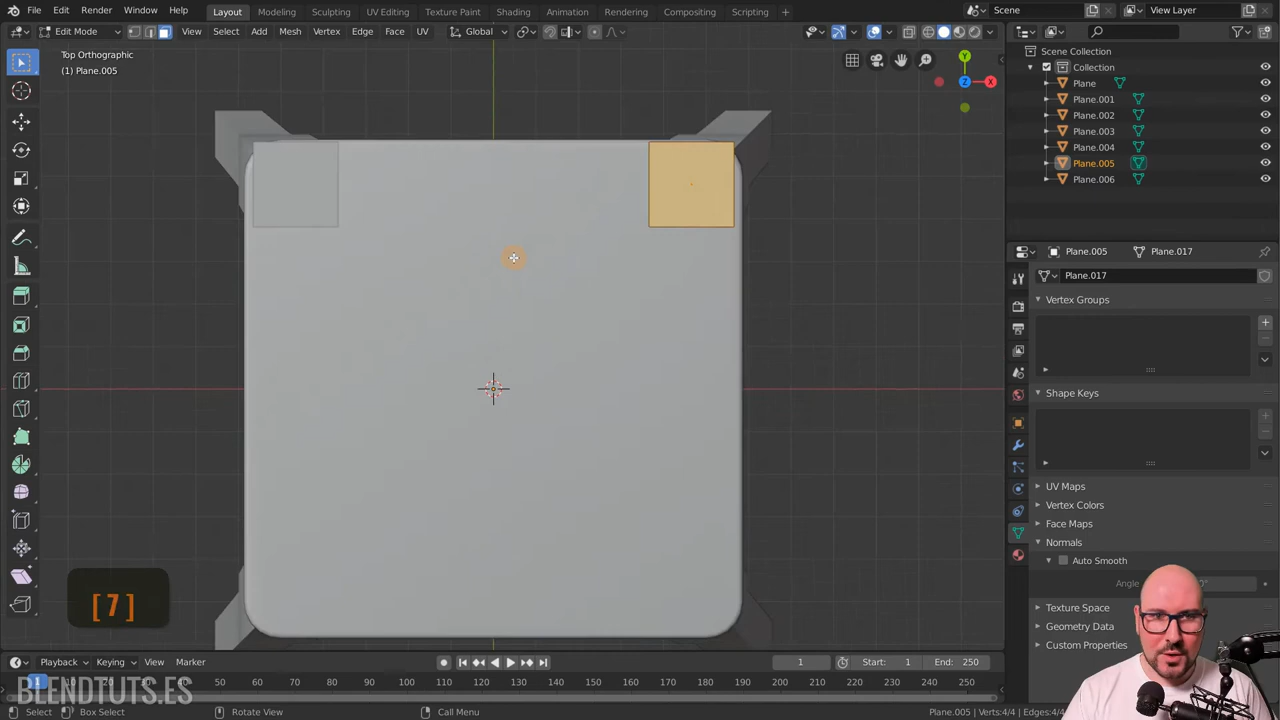 File Edit Render Window Help Layout Modeling Sculpting UV Editing Texture Paint Shading Animation Rendering Compositing Scripting + Scene View Layer
Edit Mode View Select Add Mesh Vertex Edge Face UV Global
Top Orthographic
(1) Plane.005
Y
Z X
Scene Collection
Collection
Plane
Plane.001
Plane.002
Plane.003
Plane.004
Plane.005
Plane.006
Plane.005 Plane.017
Plane.017
Vertex Groups
Shape Keys
UV Maps
Vertex Colors
Face Maps
Normals
Auto Smooth
Angle
Texture Space
Geometry Data
Custom Properties
[7]
Playback Keying View Marker 1 Start: 1 End: 250
1 50 60 70 80 90 100 110 120 130 140 150 160 170 180 190 200 210 220 230 240 250
BLENDTUTS.ES
Select Box Select Rotate View Call Menu Plane.005 | Verts:4/4 | Edges:4/4 |